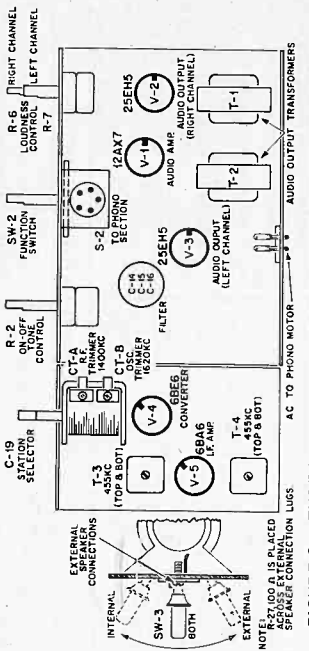 C-19
STATION
SELECTOR
R-2
ON-OFF
TONE
CONTROL
SW-2
FUNCTION
SWITCH
R-6
LOUDNESS
CONTROL
R-7
RIGHT CHANNEL
LEFT CHANNEL
CT-A
R.F.
TRIMMER
1400KC
CT-B
OSC.
TRIMMER
1620KC
S-2
TO PHONO
SECTION
25EH5
V-2
AUDIO OUTPUT
(RIGHT CHANNEL)
12AX7
V-1
AUDIO AMP.
T-3
455KC
(TOP & BOT)
V-4
6BE6
CONVERTER
C-14
C-15
C-16
FILTER
25EH5
V-3
AUDIO OUPUT
(LEFT CHANNEL)
T-2
T-1
V-5
6BA6
I.F. AMP.
T-4
455KC
(TOP & BOT)
EXTERNAL
SPEAKER
CONNECTIONS
INTERNAL
SW-3
BOTH
EXTERNAL
NOTE:
R-27, 100 Ω IS PLACED
ACROSS EXTERNAL
SPEAKER CONNECTION LUGS.
AC TO PHONO MOTOR
AUDIO OUTPUT TRANSFORMERS